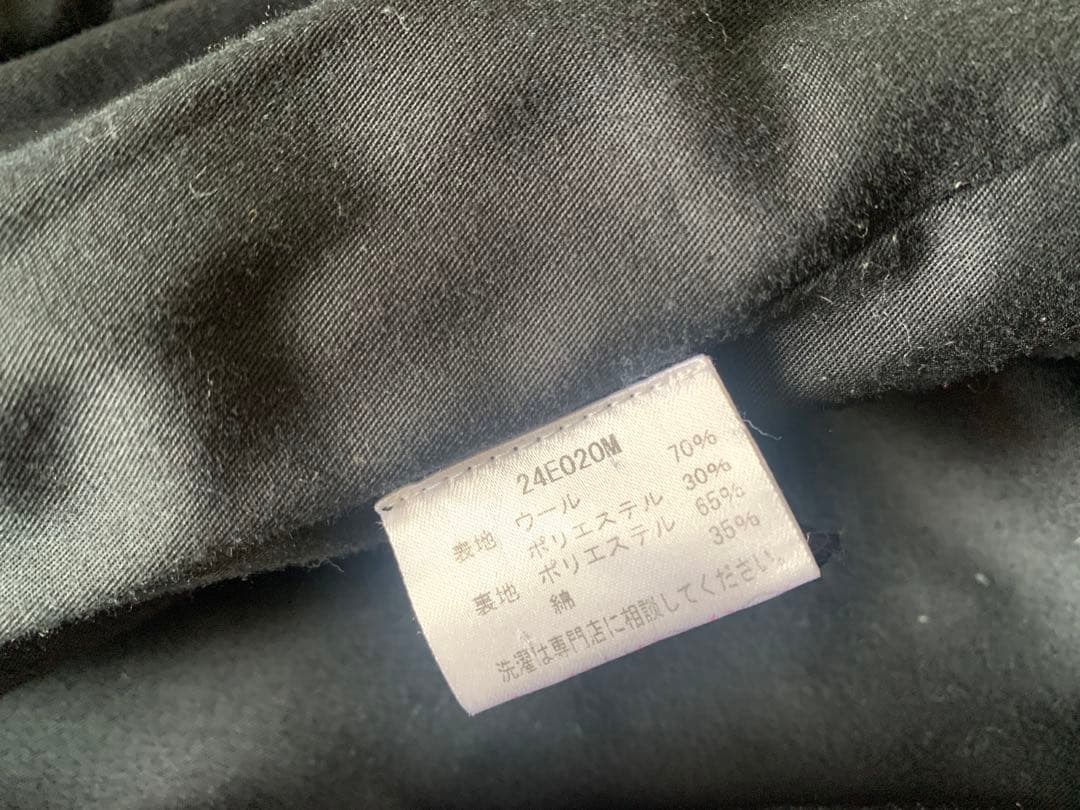 24E020M
表地 ウール 70%
ポリエステル 30%
裏地 ポリエステル 65%
綿 35%
洗濯は専門店に相談してください。